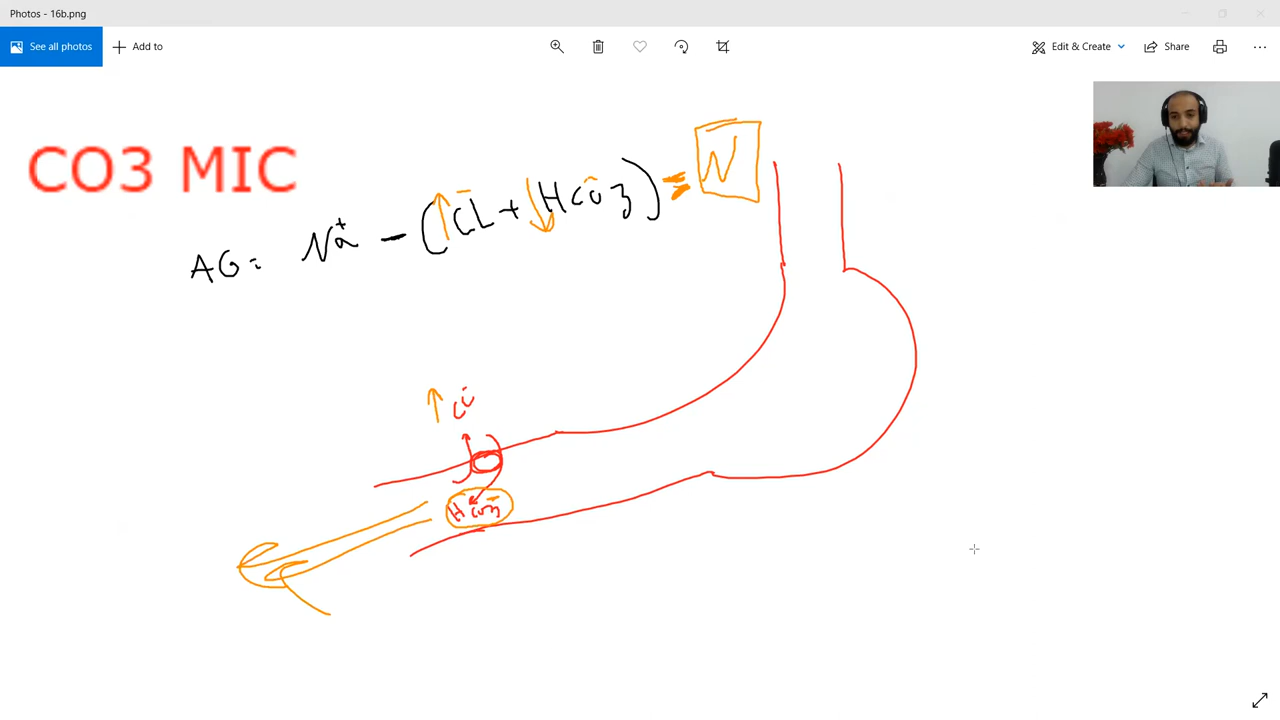 Photos - 16b.png
See all photos
Add to
Edit & Create
Share
CO3 MIC
AG = Na⁺ - (↑Cl⁻ + ↓HCO₃⁻) = N
↑ Cl⁻
HCO₃⁻